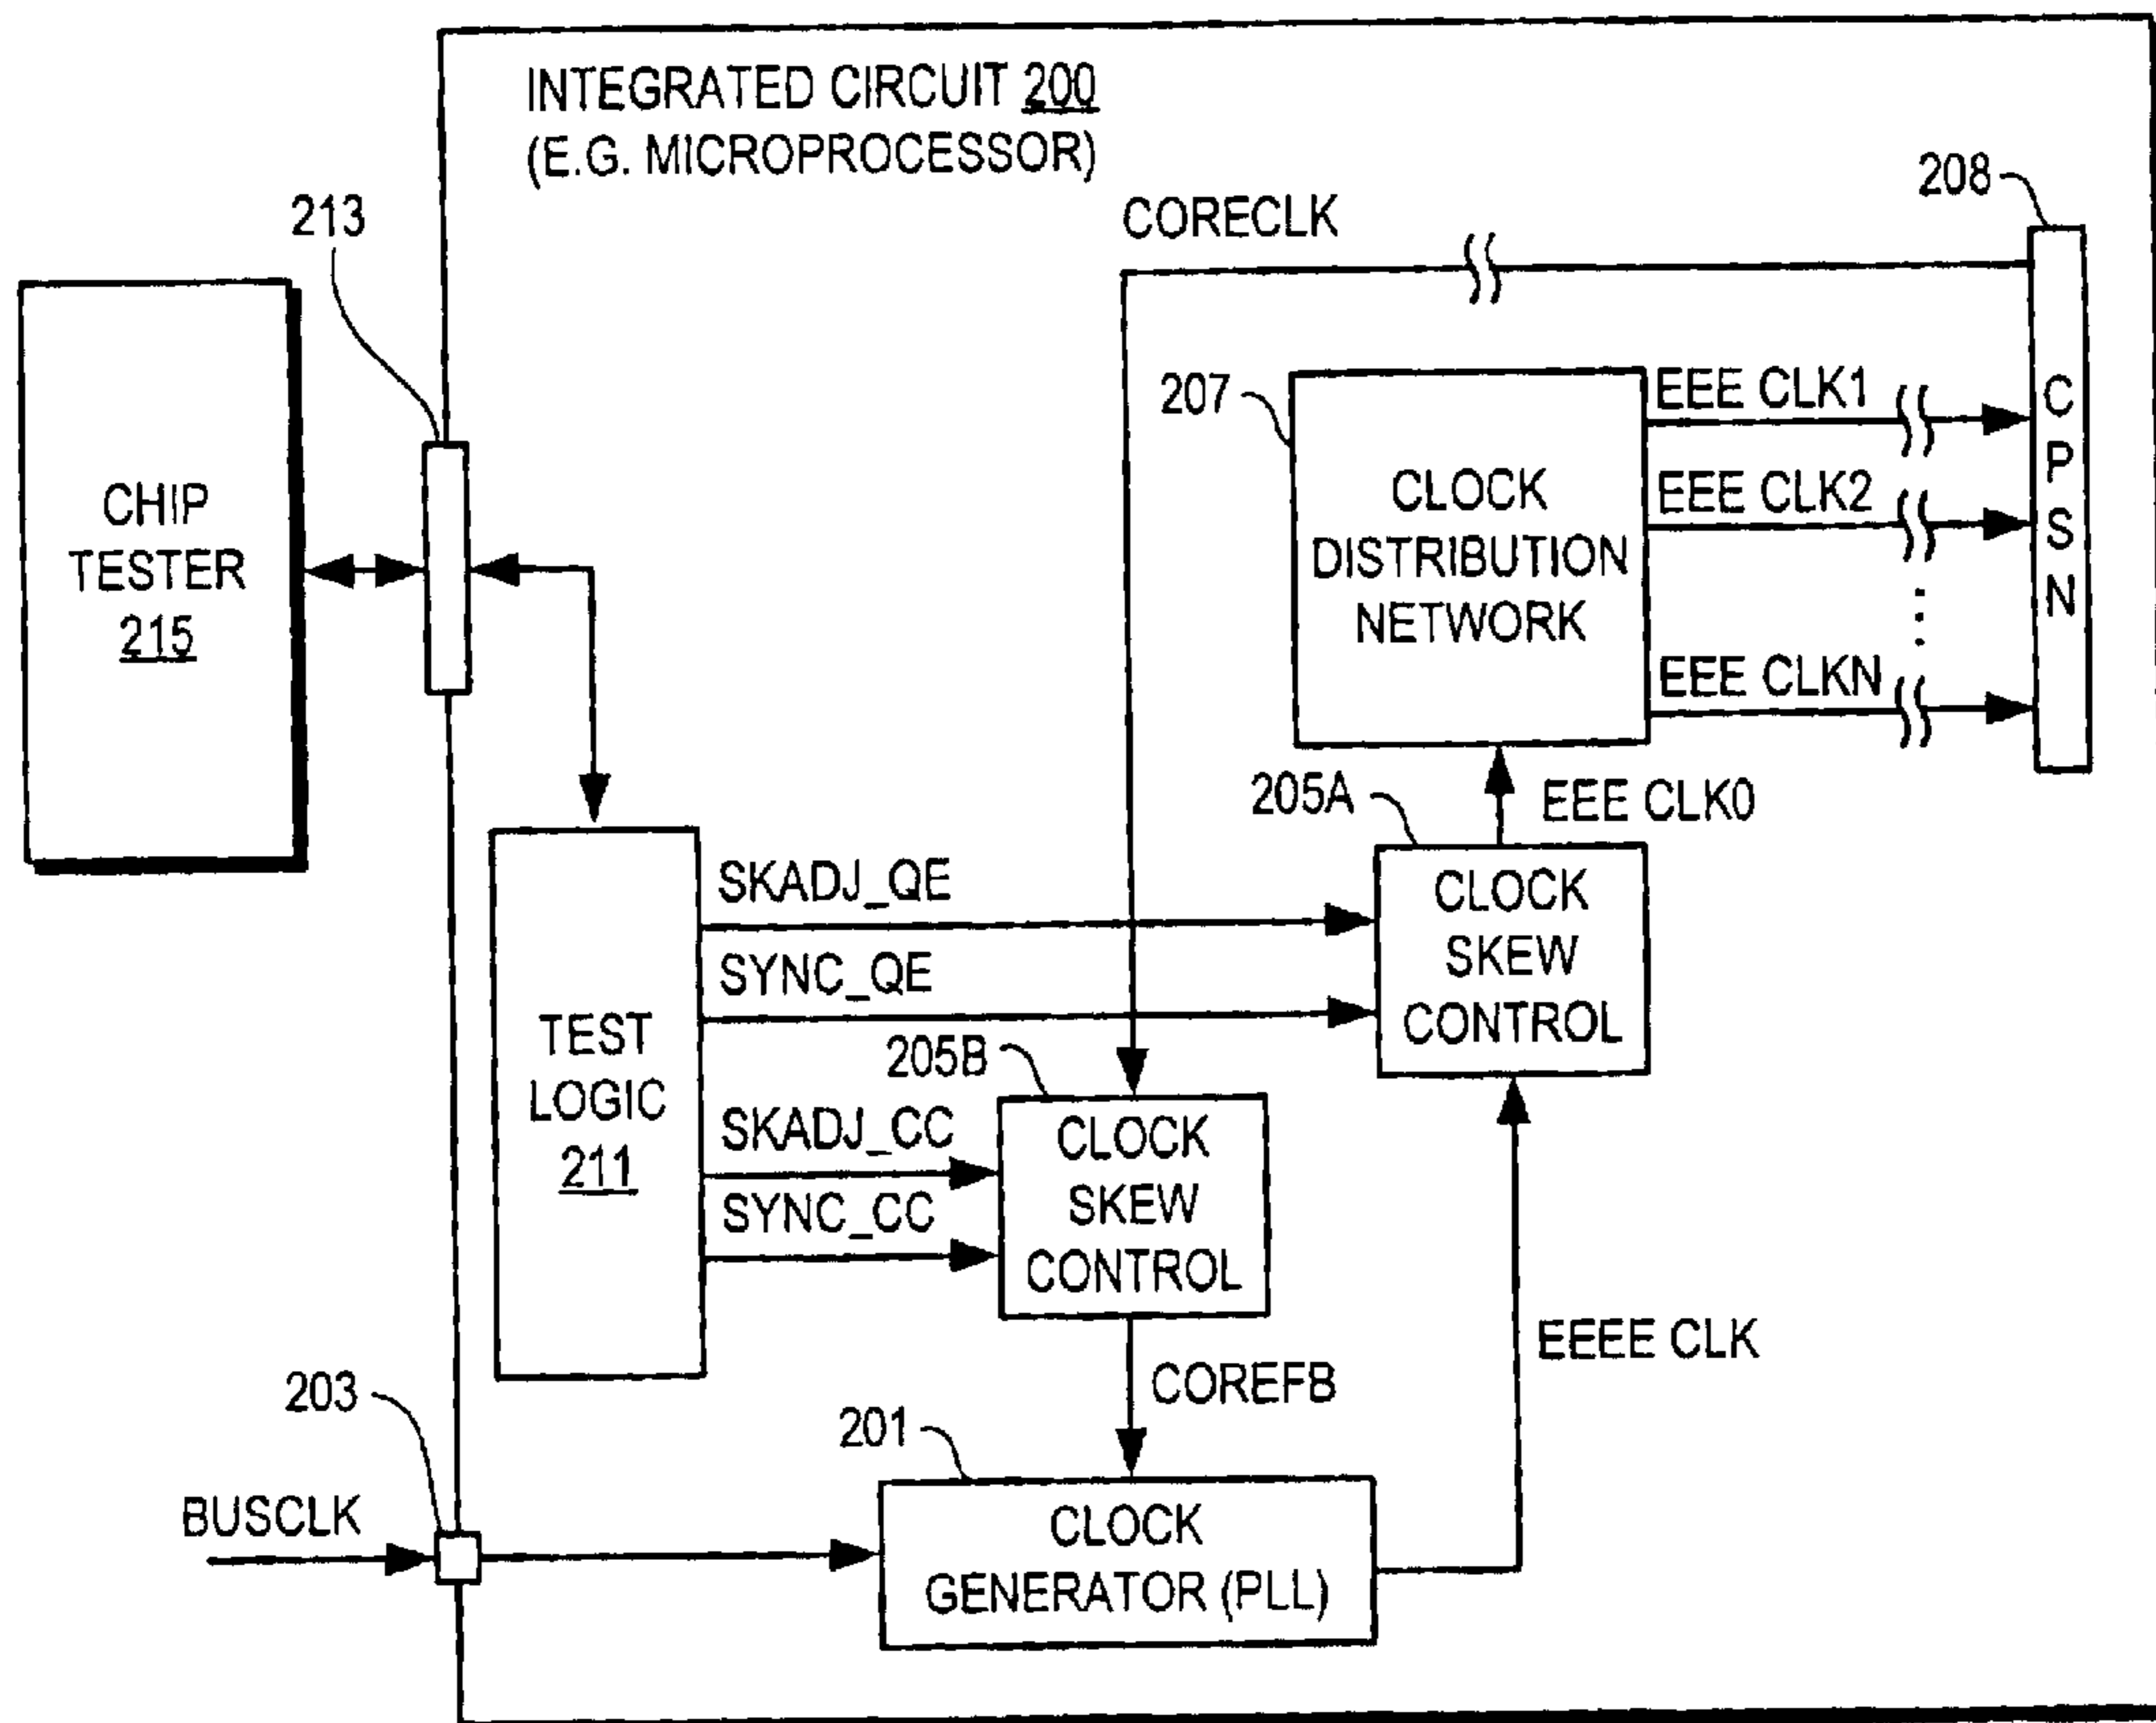 INTEGRATED CIRCUIT 200
(E.G. MICROPROCESSOR)
213
208
CORECLK
CHIP
TESTER
215
207
CLOCK
DISTRIBUTION
NETWORK
EEE CLK1
EEE CLK2
EEE CLKN
C
P
S
N
205A
EEE CLK0
SKADJ_QE
SYNC_QE
CLOCK
SKEW
CONTROL
TEST
LOGIC
211
205B
SKADJ_CC
SYNC_CC
CLOCK
SKEW
CONTROL
EEEE CLK
COREFB
203
201
BUSCLK
CLOCK
GENERATOR (PLL)